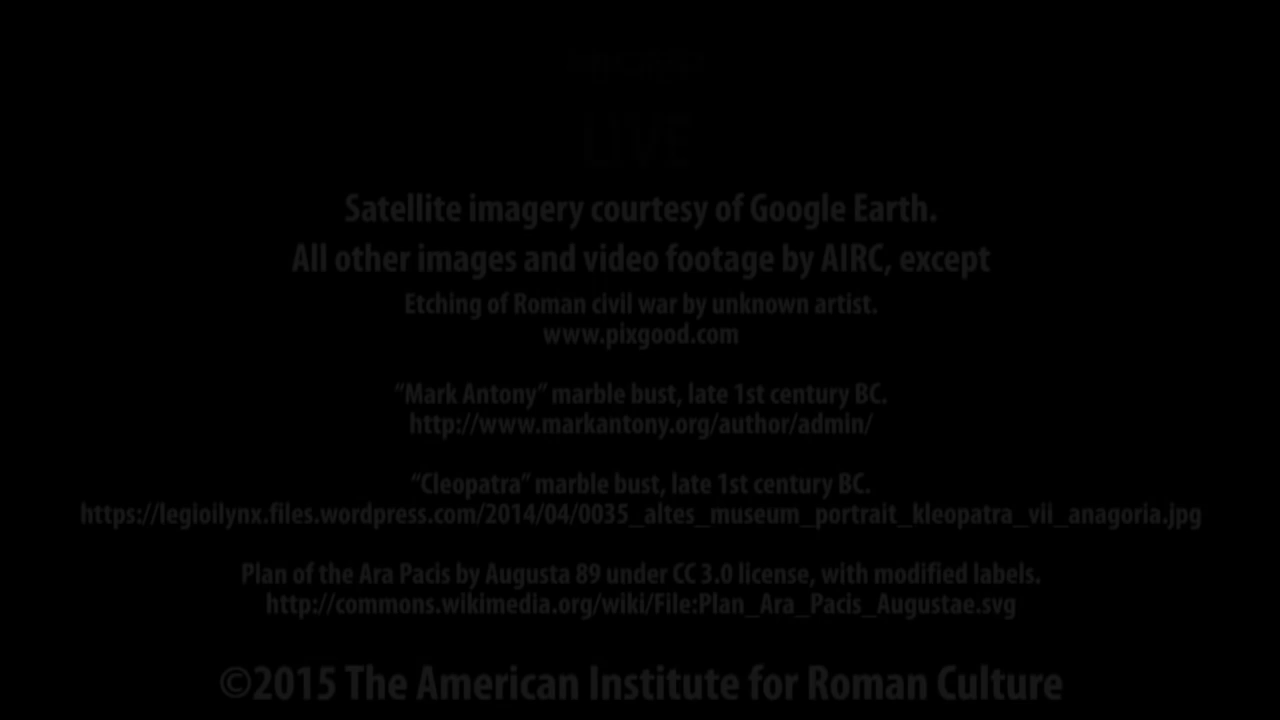 LIVE
Satellite imagery courtesy of Google Earth.
All other images and video footage by AIRC, except
Etching of Roman civil war by unknown artist.
www.pixgood.com
“Mark Antony” marble bust, late 1st century BC.
http://www.markantony.org/author/admin/
“Cleopatra” marble bust, late 1st century BC.
https://legioilynx.files.wordpress.com/2014/04/0035_altes_museum_portrait_kleopatra_vii_anagoria.jpg
Plan of the Ara Pacis by Augusta 89 under CC 3.0 license, with modified labels.
http://commons.wikimedia.org/wiki/File:Plan_Ara_Pacis_Augustae.svg
©2015 The American Institute for Roman Culture